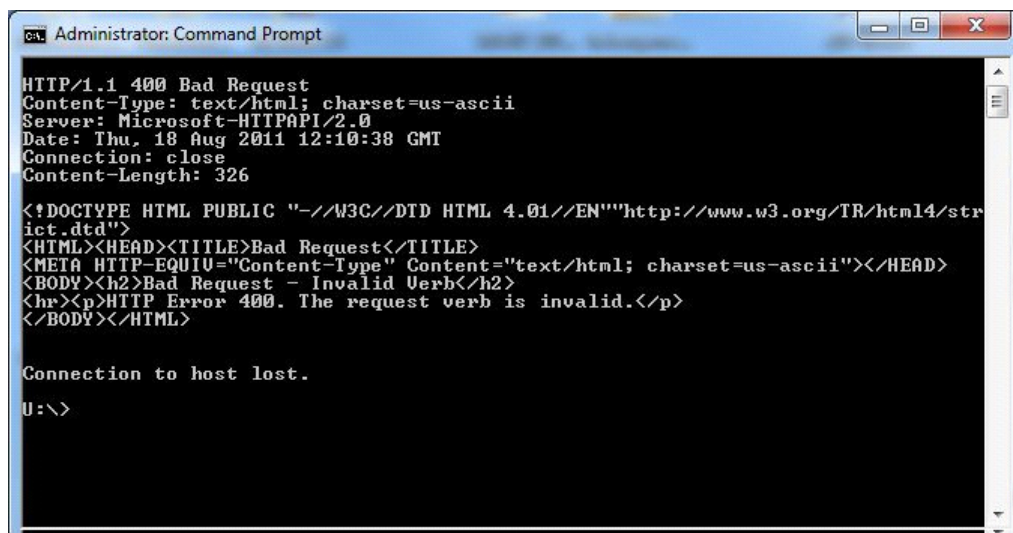 Administrator: Command Prompt
HTTP/1.1 400 Bad Request
Content-Type: text/html; charset=us-ascii
Server: Microsoft-HTTPAPI/2.0
Date: Thu, 18 Aug 2011 12:10:38 GMT
Connection: close
Content-Length: 326
<!DOCTYPE HTML PUBLIC "-//W3C//DTD HTML 4.01//EN""http://www.w3.org/TR/html4/str
ict.dtd">
<HTML><HEAD><TITLE>Bad Request</TITLE>
<META HTTP-EQUIV="Content-Type" Content="text/html; charset=us-ascii"></HEAD>
<BODY><h2>Bad Request - Invalid Verb</h2>
<hr><p>HTTP Error 400. The request verb is invalid.</p>
</BODY></HTML>
Connection to host lost.
U:\>